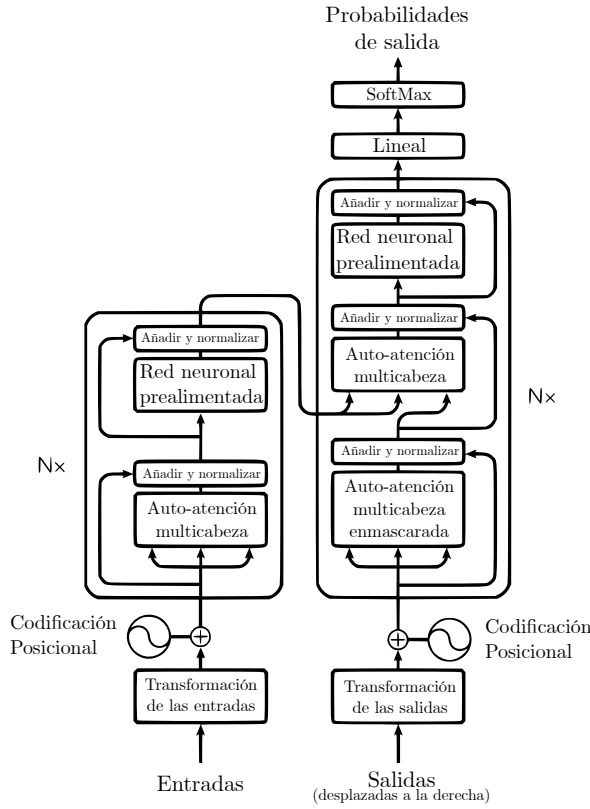 Probabilidades
de salida
SoftMax
Lineal
Añadir y normalizar
Red neuronal
prealimentada
Añadir y normalizar
Auto-atención
multicabeza
Añadir y normalizar
Auto-atención
multicabeza
enmascarada
Nx
Codificación
Posicional
Transformación
de las salidas
Salidas
(desplazadas a la derecha)
Añadir y normalizar
Red neuronal
prealimentada
Añadir y normalizar
Auto-atención
multicabeza
Nx
Codificación
Posicional
Transformación
de las entradas
Entradas